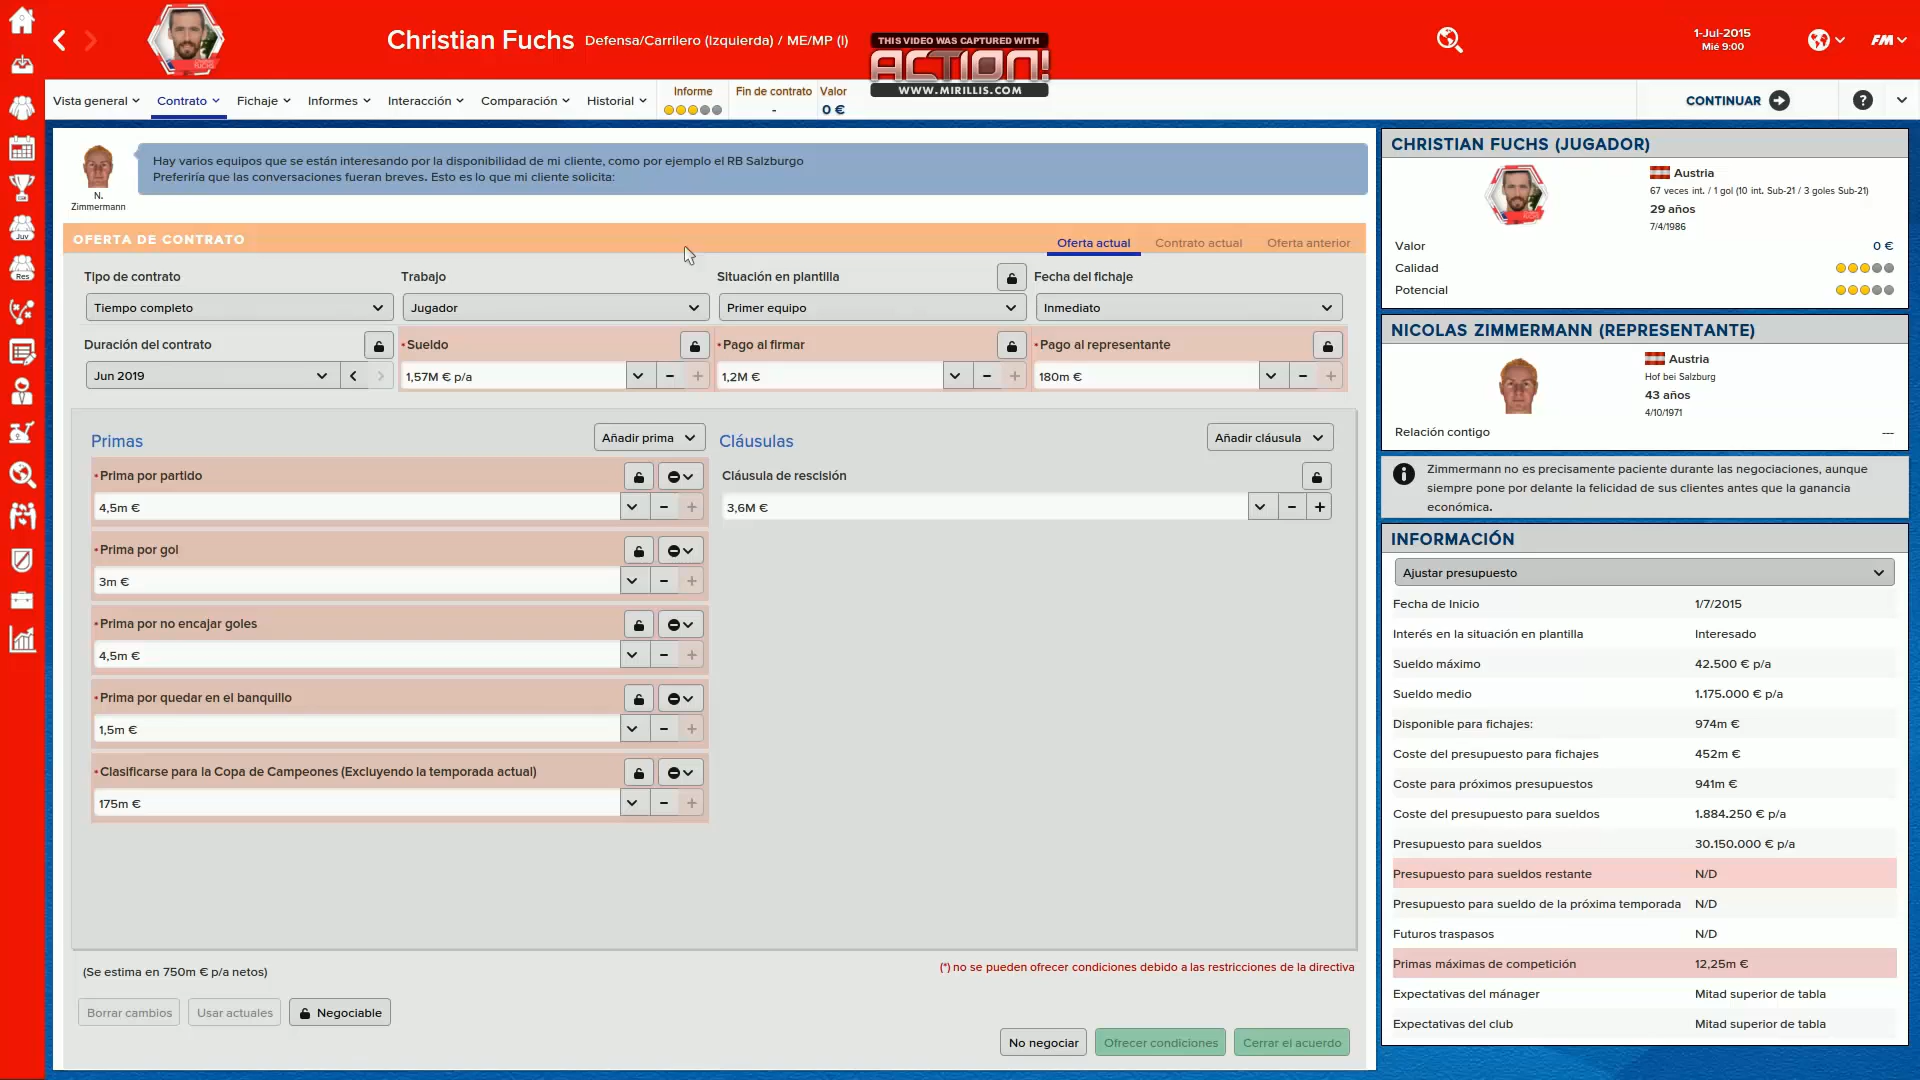 Christian Fuchs Defensa/Carrilero (Izquierda) / ME/MP (I)
THIS VIDEO WAS CAPTURED WITH
ACTION!
WWW.MIRILLIS.COM
1-Jul-2015
Mié 9:00
FM
Vista general
Contrato
Fichaje
Informes
Interacción
Comparación
Historial
Informe
Fin de contrato
-
Valor
0 €
CONTINUAR
?
Juv
Res
N.
Zimmermann
Hay varios equipos que se están interesando por la disponibilidad de mi cliente, como por ejemplo el RB Salzburgo
Preferiría que las conversaciones fueran breves. Esto es lo que mi cliente solicita:
OFERTA DE CONTRATO
Oferta actual
Contrato actual
Oferta anterior
Tipo de contrato
Tiempo completo
Trabajo
Jugador
Situación en plantilla
Primer equipo
Fecha del fichaje
Inmediato
Duración del contrato
Jun 2019
•Sueldo
1,57M € p/a
•Pago al firmar
1,2M €
•Pago al representante
180m €
Primas
Añadir prima
•Prima por partido
4,5m €
•Prima por gol
3m €
•Prima por no encajar goles
4,5m €
•Prima por quedar en el banquillo
1,5m €
•Clasificarse para la Copa de Campeones (Excluyendo la temporada actual)
175m €
Cláusulas
Añadir cláusula
Cláusula de rescisión
3,6M €
(Se estima en 750m € p/a netos)
(*) no se pueden ofrecer condiciones debido a las restricciones de la directiva
Borrar cambios
Usar actuales
Negociable
No negociar
Ofrecer condiciones
Cerrar el acuerdo
CHRISTIAN FUCHS (JUGADOR)
Austria
67 veces int. / 1 gol (10 int. Sub-21 / 3 goles Sub-21)
29 años
7/4/1986
Valor 0 €
Calidad
Potencial
NICOLAS ZIMMERMANN (REPRESENTANTE)
Austria
Hof bei Salzburg
43 años
4/10/1971
Relación contigo ---
Zimmermann no es precisamente paciente durante las negociaciones, aunque
siempre pone por delante la felicidad de sus clientes antes que la ganancia
económica.
INFORMACIÓN
Ajustar presupuesto
Fecha de Inicio 1/7/2015
Interés en la situación en plantilla Interesado
Sueldo máximo 42.500 € p/a
Sueldo medio 1.175.000 € p/a
Disponible para fichajes: 974m €
Coste del presupuesto para fichajes 452m €
Coste para próximos presupuestos 941m €
Coste del presupuesto para sueldos 1.884.250 € p/a
Presupuesto para sueldos 30.150.000 € p/a
Presupuesto para sueldos restante N/D
Presupuesto para sueldo de la próxima temporada N/D
Futuros traspasos N/D
Primas máximas de competición 12,25m €
Expectativas del mánager Mitad superior de tabla
Expectativas del club Mitad superior de tabla